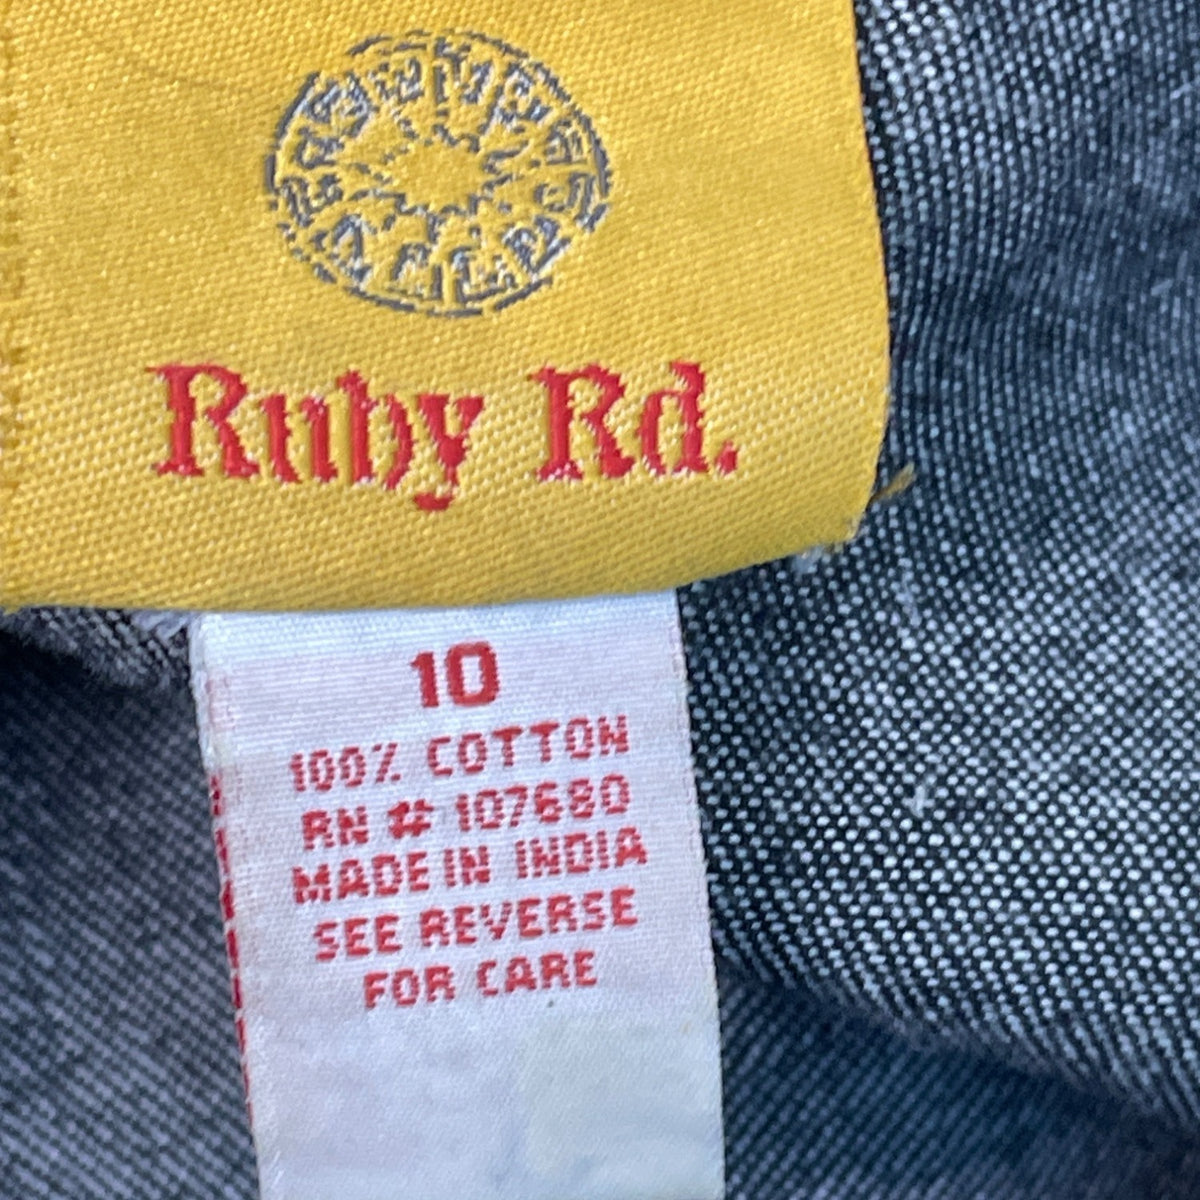 Ruby Rd.
10
100% COTTON
RN # 107680
MADE IN INDIA
SEE REVERSE
FOR CARE